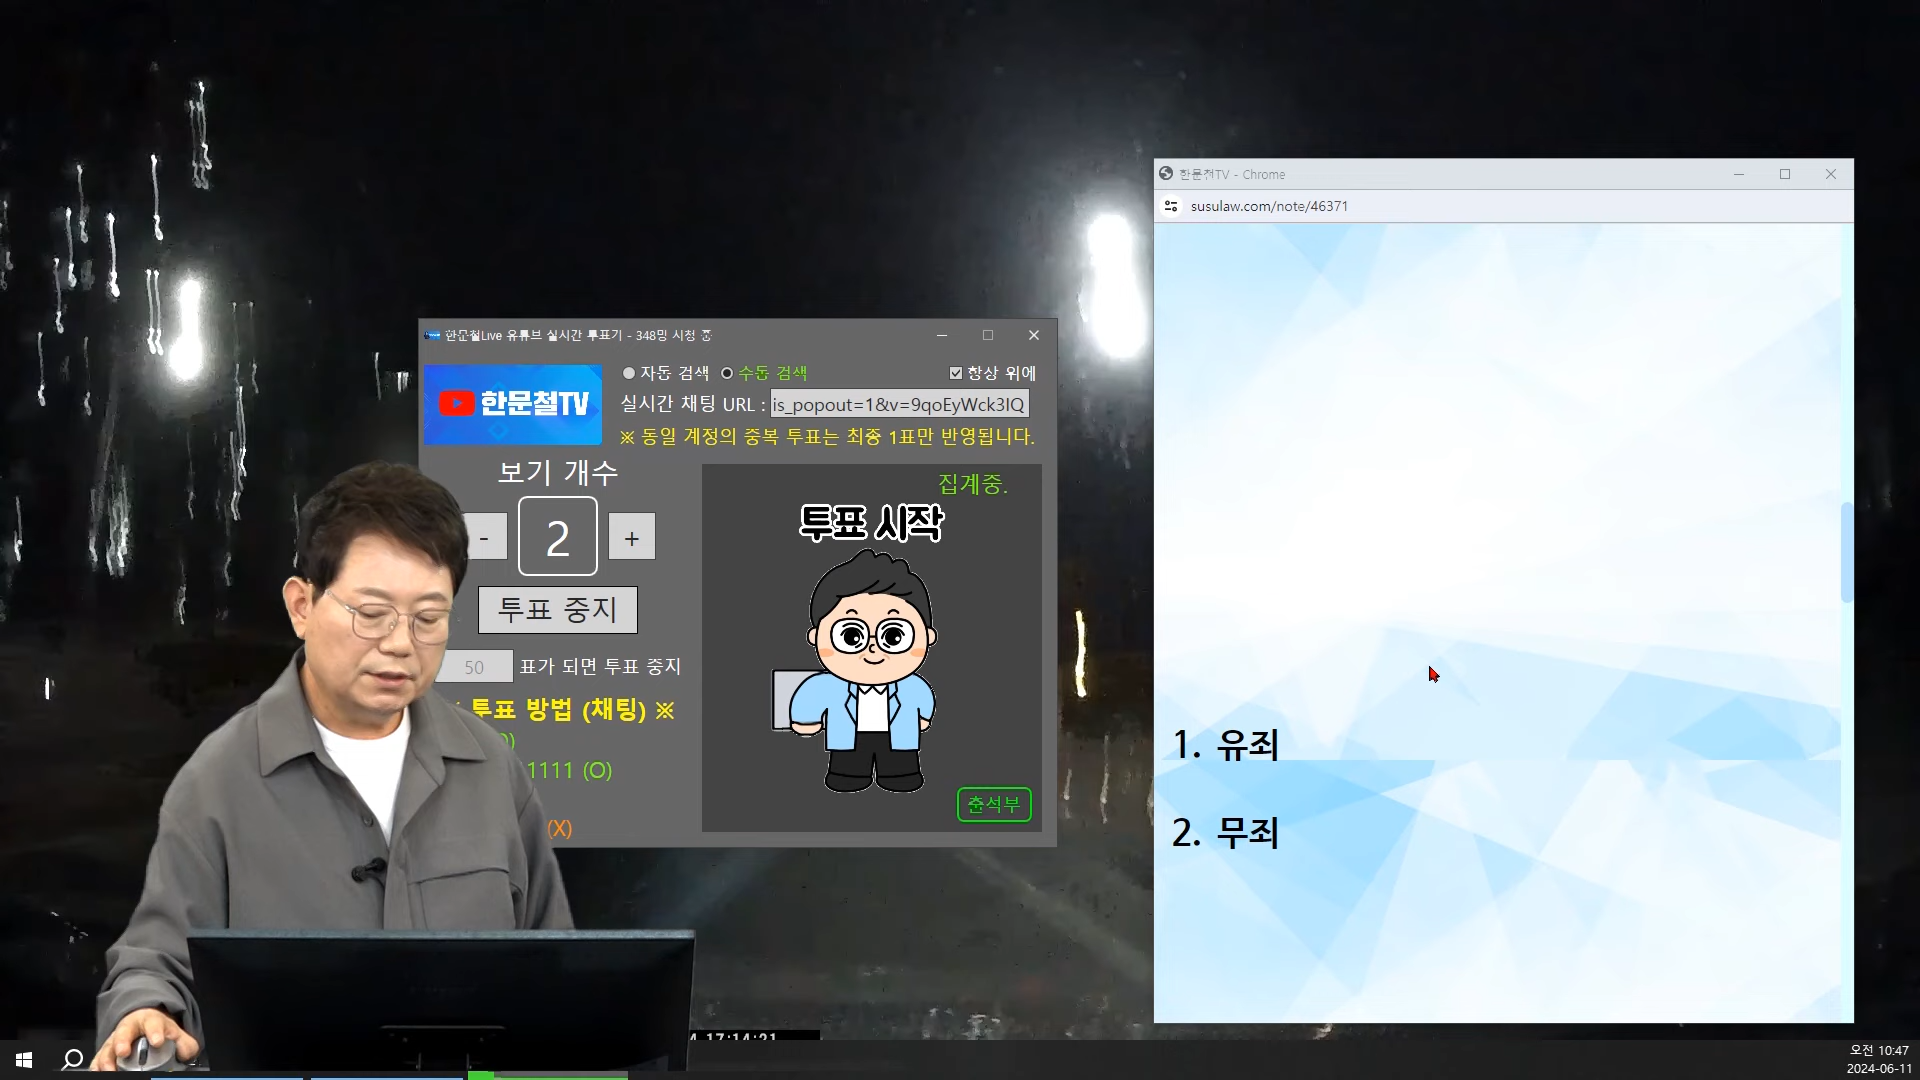 한문철Live 유튜브 실시간 투표기 - 348명 시청 중
한문철TV
자동 검색
수동 검색
항상 위에
실시간 채팅 URL :
is_popout=1&v=9qoEyWck3IQ
※ 동일 계정의 중복 투표는 최종 1표만 반영됩니다.
보기 개수
-
2
+
투표 중지
50
표가 되면 투표 중지
투표 방법 (채팅) ※
1111 (O)
(X)
집계중.
투표 시작
출석부
한문철TV - Chrome
susulaw.com/note/46371
1. 유죄
2. 무죄
17:14:21
오전 10:47
2024-06-11